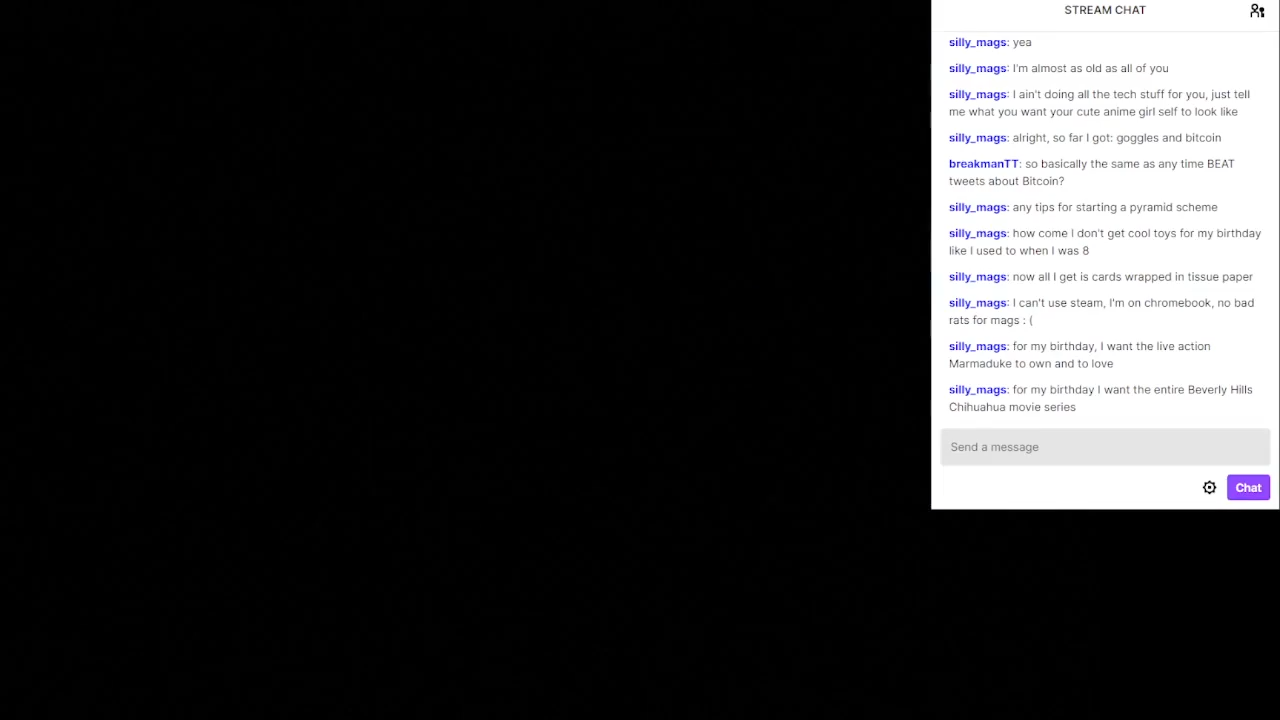 STREAM CHAT
silly_mags: yea
silly_mags: I'm almost as old as all of you
silly_mags: I ain't doing all the tech stuff for you, just tell
me what you want your cute anime girl self to look like
silly_mags: alright, so far I got: goggles and bitcoin
breakmanTT: so basically the same as any time BEAT
tweets about Bitcoin?
silly_mags: any tips for starting a pyramid scheme
silly_mags: how come I don't get cool toys for my birthday
like I used to when I was 8
silly_mags: now all I get is cards wrapped in tissue paper
silly_mags: I can't use steam, I'm on chromebook, no bad
rats for mags : (
silly_mags: for my birthday, I want the live action
Marmaduke to own and to love
silly_mags: for my birthday I want the entire Beverly Hills
Chihuahua movie series
Send a message
Chat